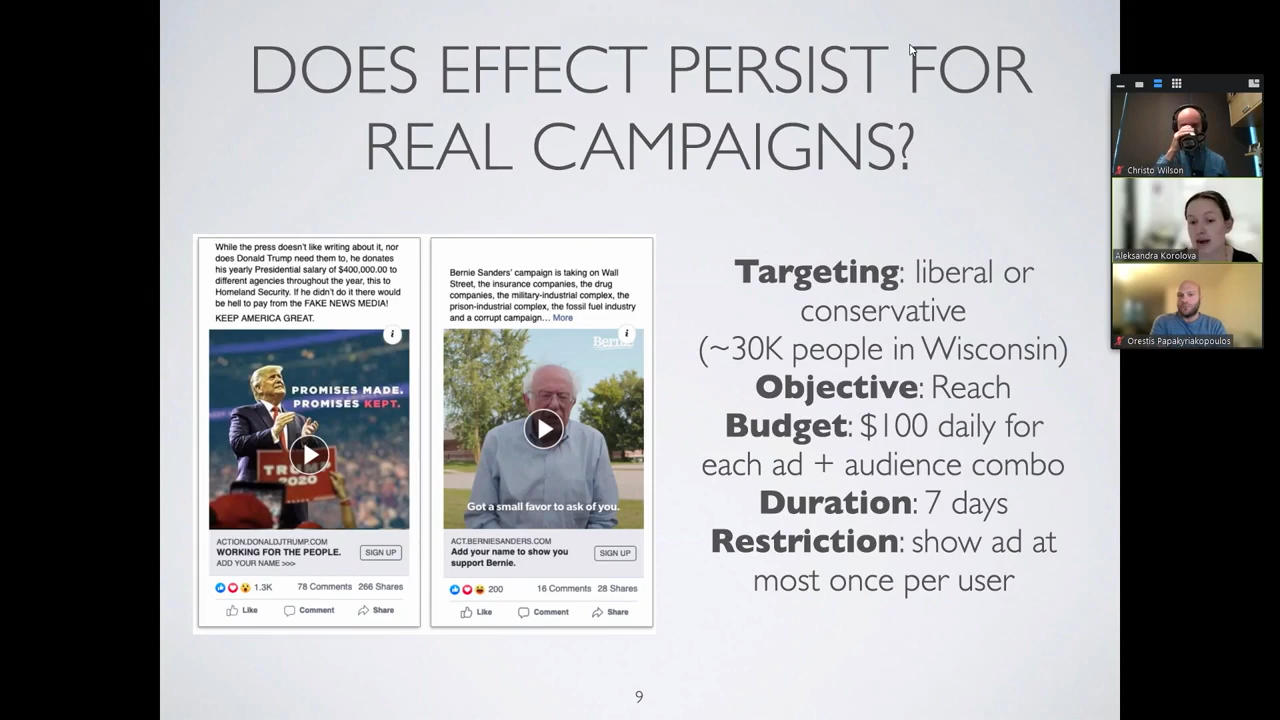 DOES EFFECT PERSIST FOR
REAL CAMPAIGNS?
While the press doesn't like writing about it, nor
does Donald Trump need them to, he donates
his yearly Presidential salary of $400,000.00 to
different agencies throughout the year, this to
Homeland Security. If he didn't do it there would
be hell to pay from the FAKE NEWS MEDIA!
KEEP AMERICA GREAT.
PROMISES MADE.
PROMISES KEPT.
TRUMP
2020
ACTION.DONALDJTRUMP.COM
WORKING FOR THE PEOPLE.
ADD YOUR NAME >>>
SIGN UP
1.3K 78 Comments 266 Shares
Like Comment Share
Bernie Sanders' campaign is taking on Wall
Street, the insurance companies, the drug
companies, the military-industrial complex, the
prison-industrial complex, the fossil fuel industry
and a corrupt campaign... More
Bernie
Got a small favor to ask of you.
ACT.BERNIESANDERS.COM
Add your name to show you
support Bernie.
SIGN UP
200 16 Comments 28 Shares
Like Comment Share
Targeting: liberal or
conservative
(~30K people in Wisconsin)
Objective: Reach
Budget: $100 daily for
each ad + audience combo
Duration: 7 days
Restriction: show ad at
most once per user
9
Christo Wilson
Aleksandra Korolova
Orestis Papakyriakopoulos